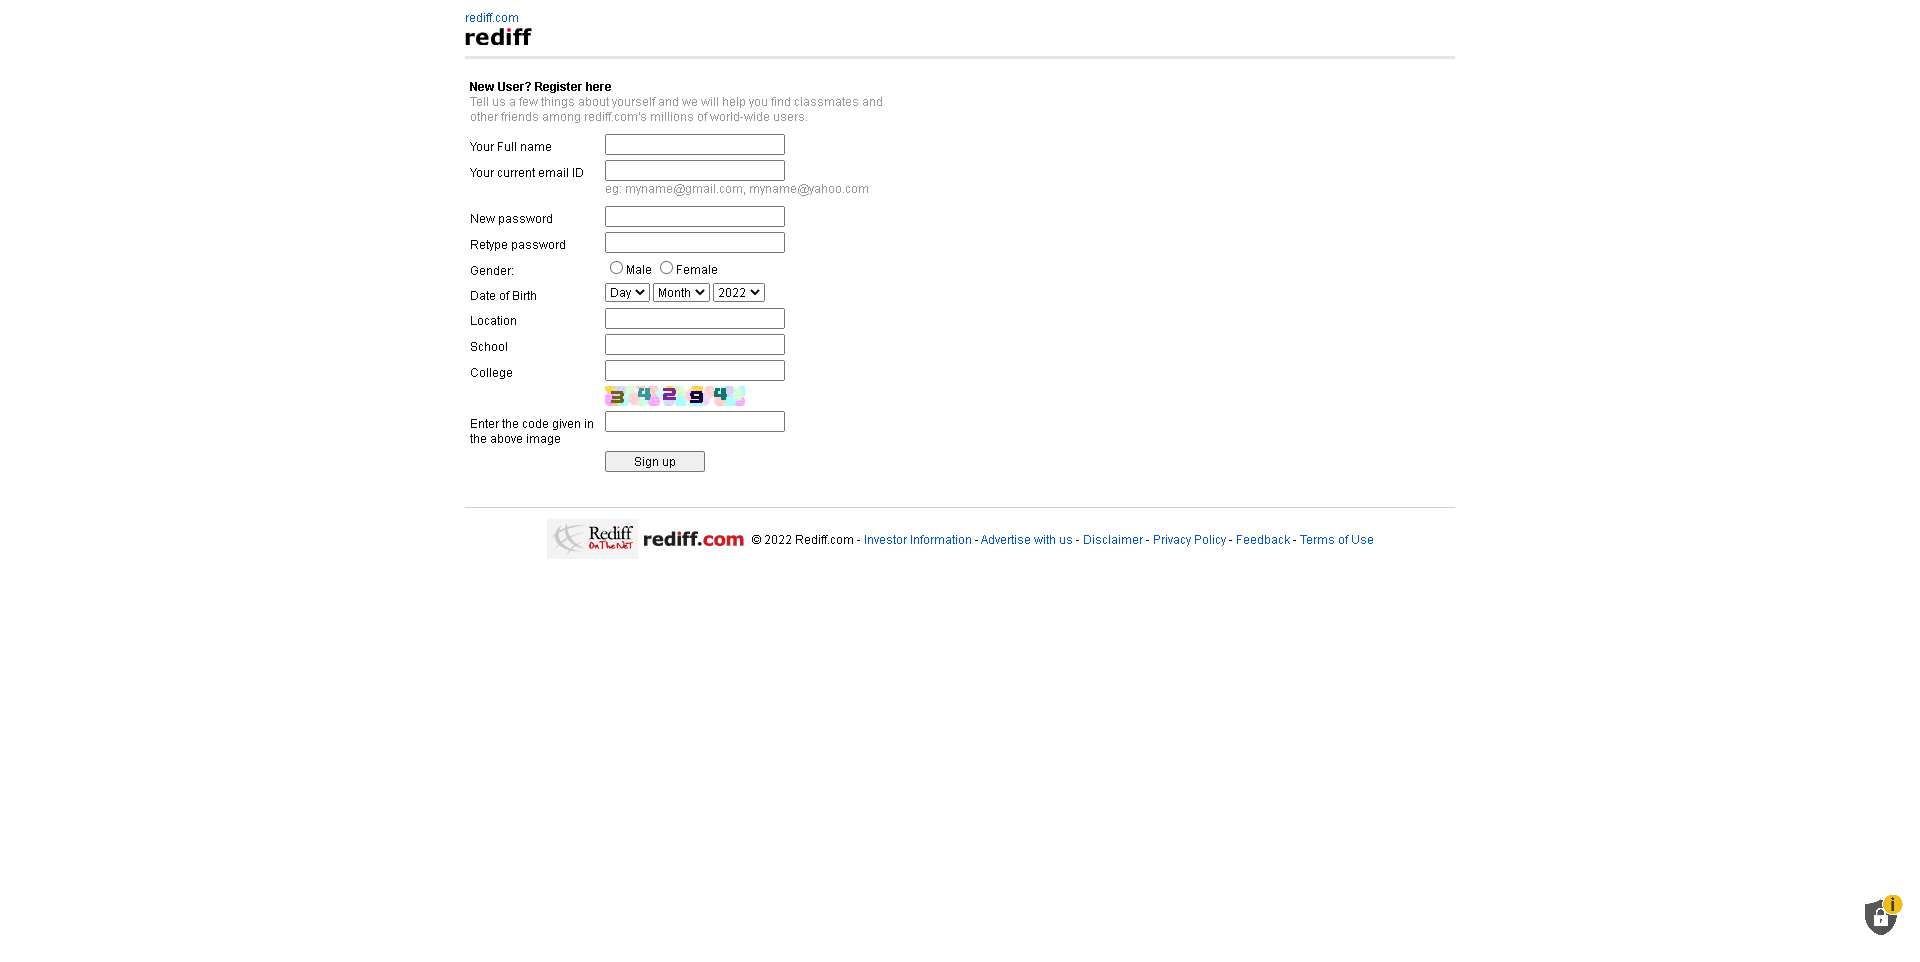 rediff.com
rediff
New User? Register here
Tell us a few things about yourself and we will help you find classmates and
other friends among rediff.com's millions of world-wide users.
Your Full name
Your current email ID
eg: myname@gmail.com, myname@yahoo.com
New password
Retype password
Gender: Male Female
Date of Birth Day Month 2022
Location
School
College
3 4 2 9 4
Enter the code given in
the above image
Sign up
Rediff On The NeT rediff.com © 2022 Rediff.com - Investor Information - Advertise with us - Disclaimer - Privacy Policy - Feedback - Terms of Use
i